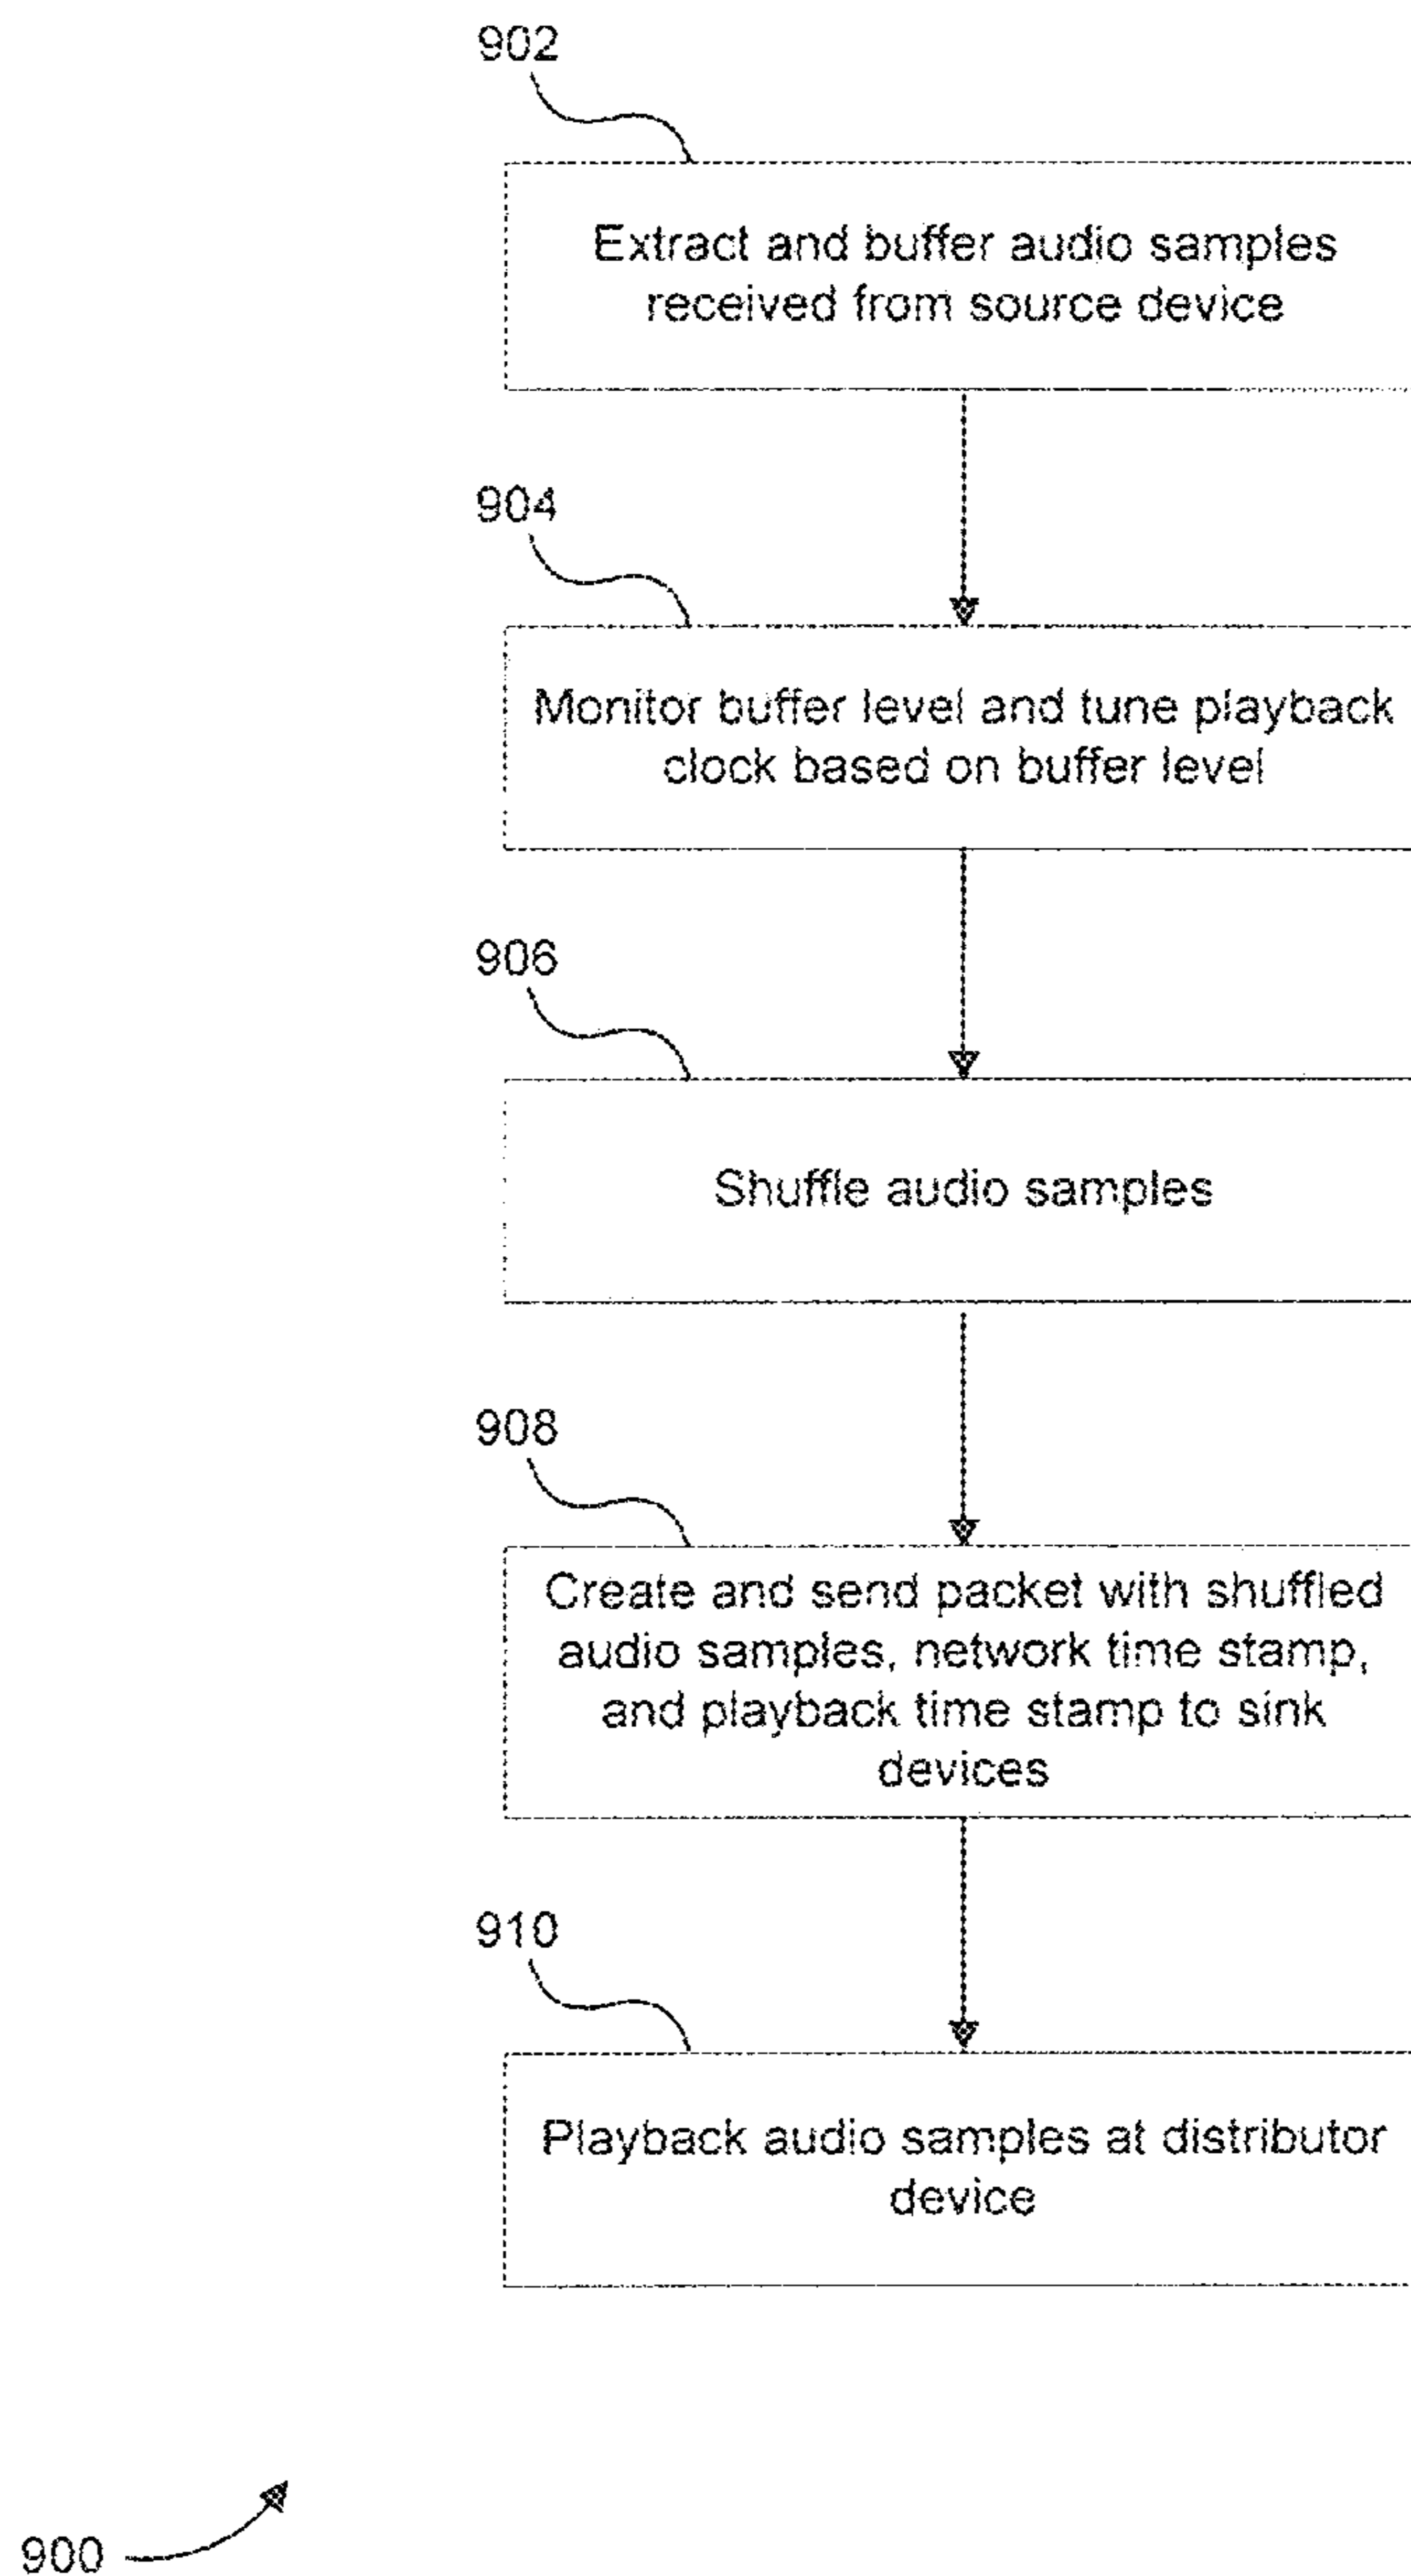 902
Extract and buffer audio samples
received from source device
904
Monitor buffer level and tune playback
clock based on buffer level
906
Shuffle audio samples
908
Create and send packet with shuffled
audio samples, network time stamp,
and playback time stamp to sink
devices
910
Playback audio samples at distributor
device
900